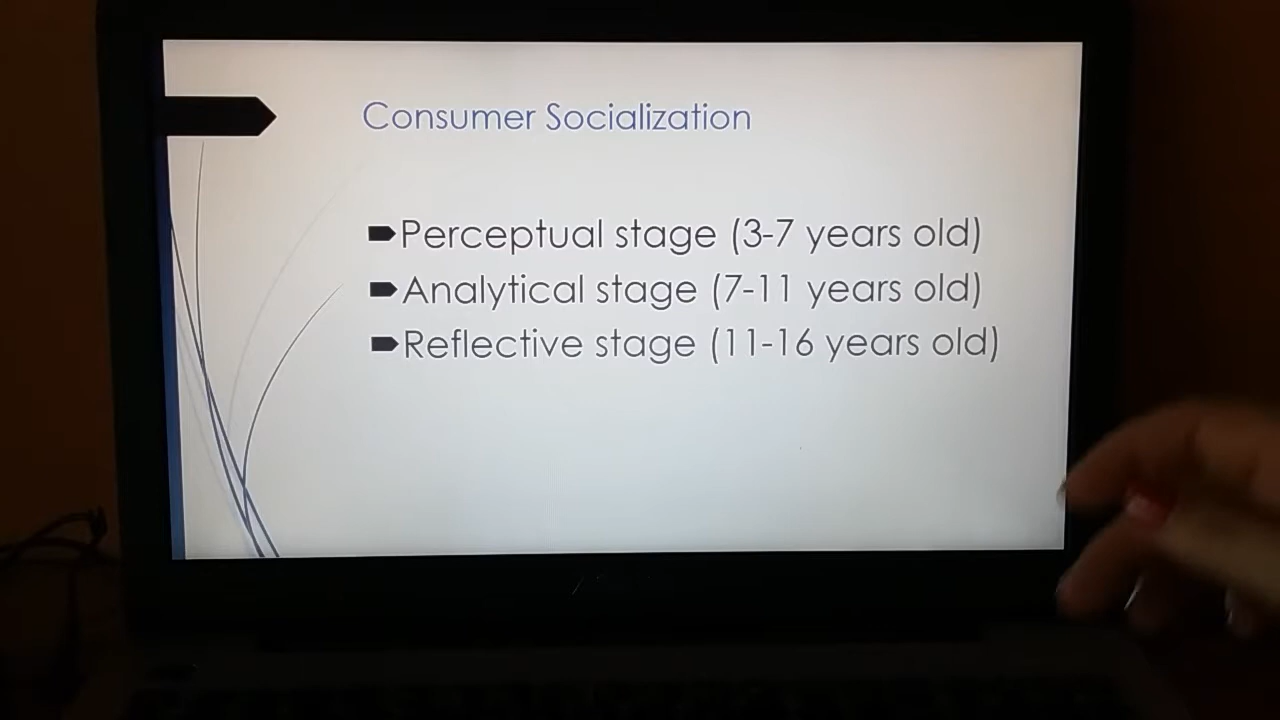 Consumer Socialization
Perceptual stage (3-7 years old)
Analytical stage (7-11 years old)
Reflective stage (11-16 years old)